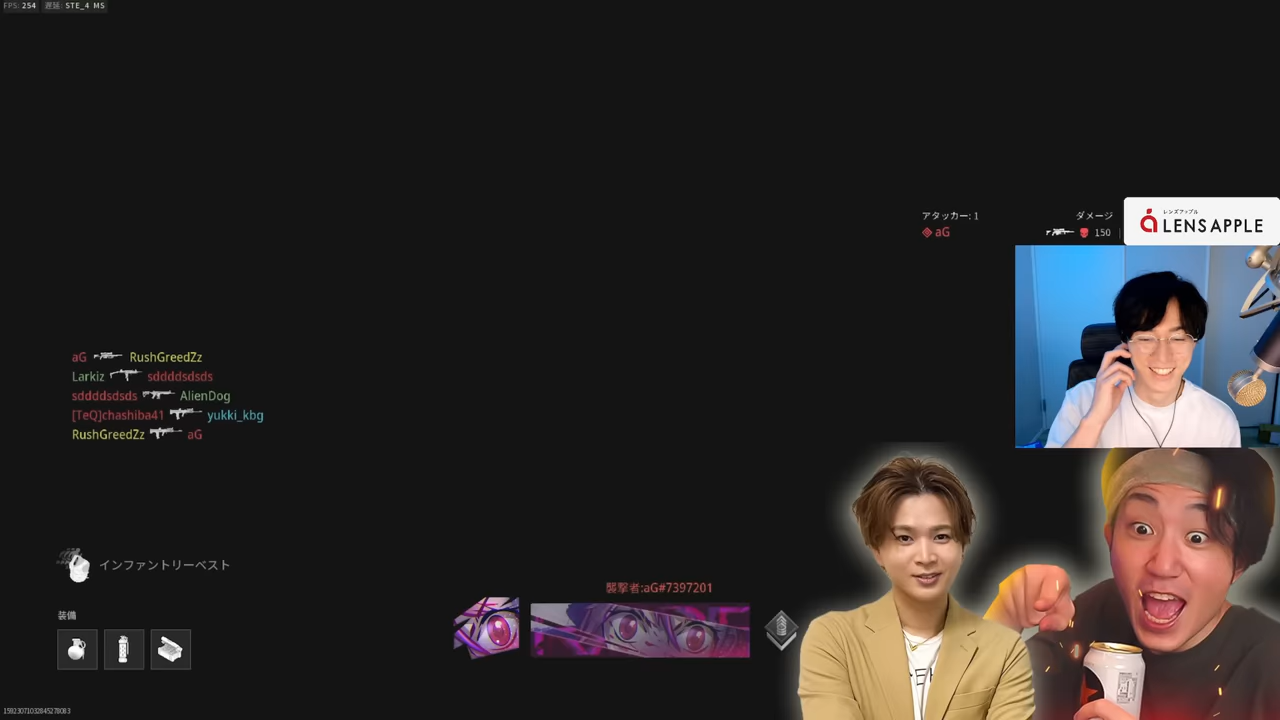 FPS: 254 遅延: STE_4 MS
アタッカー: 1 ダメージ
aG 150
レンズアップル
LENSAPPLE
aG RushGreedZz
Larkiz sddddsdsds
sddddsdsds AlienDog
[TeQ]chashiba41 yukki_kbg
RushGreedZz aG
インファントリーベスト
襲撃者:aG#7397201
装備